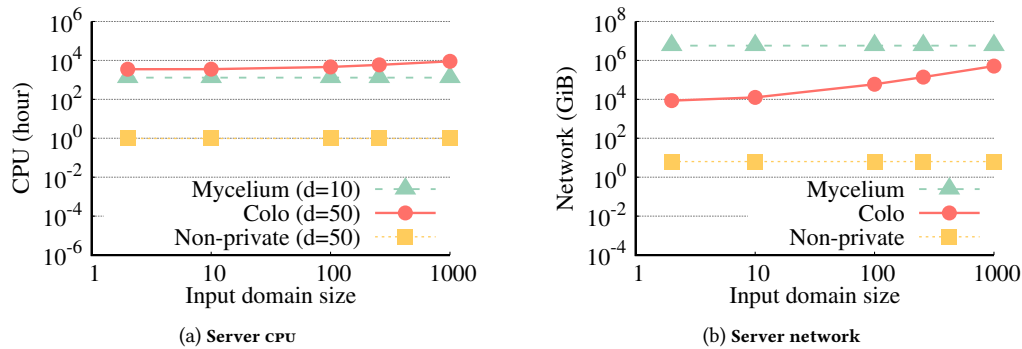 10^6
10^4
10^2
10^0
10^-2
10^-4
10^-6
CPU (hour)
Mycelium (d=10)
Colo (d=50)
Non-private (d=50)
1 10 100 1000
Input domain size
(a) Server CPU
10^8
10^6
10^4
10^2
10^0
10^-2
10^-4
Network (GiB)
Mycelium
Colo
Non-private
1 10 100 1000
Input domain size
(b) Server network